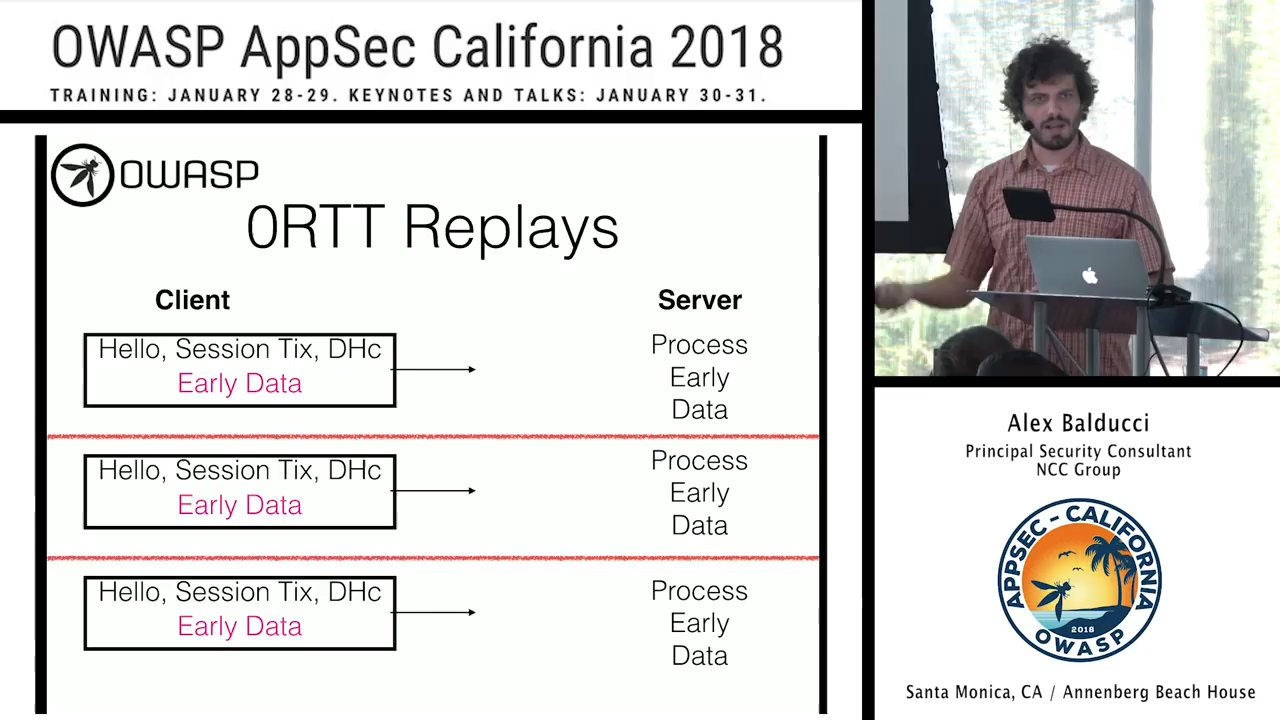 OWASP AppSec California 2018
TRAINING: JANUARY 28-29. KEYNOTES AND TALKS: JANUARY 30-31.
OWASP
0RTT Replays
Client
Server
Hello, Session Tix, DHc
Early Data
Process
Early
Data
Hello, Session Tix, DHc
Early Data
Process
Early
Data
Hello, Session Tix, DHc
Early Data
Process
Early
Data
Alex Balducci
Principal Security Consultant
NCC Group
APPSEC - CALIFORNIA
2018
OWASP
Santa Monica, CA / Annenberg Beach House